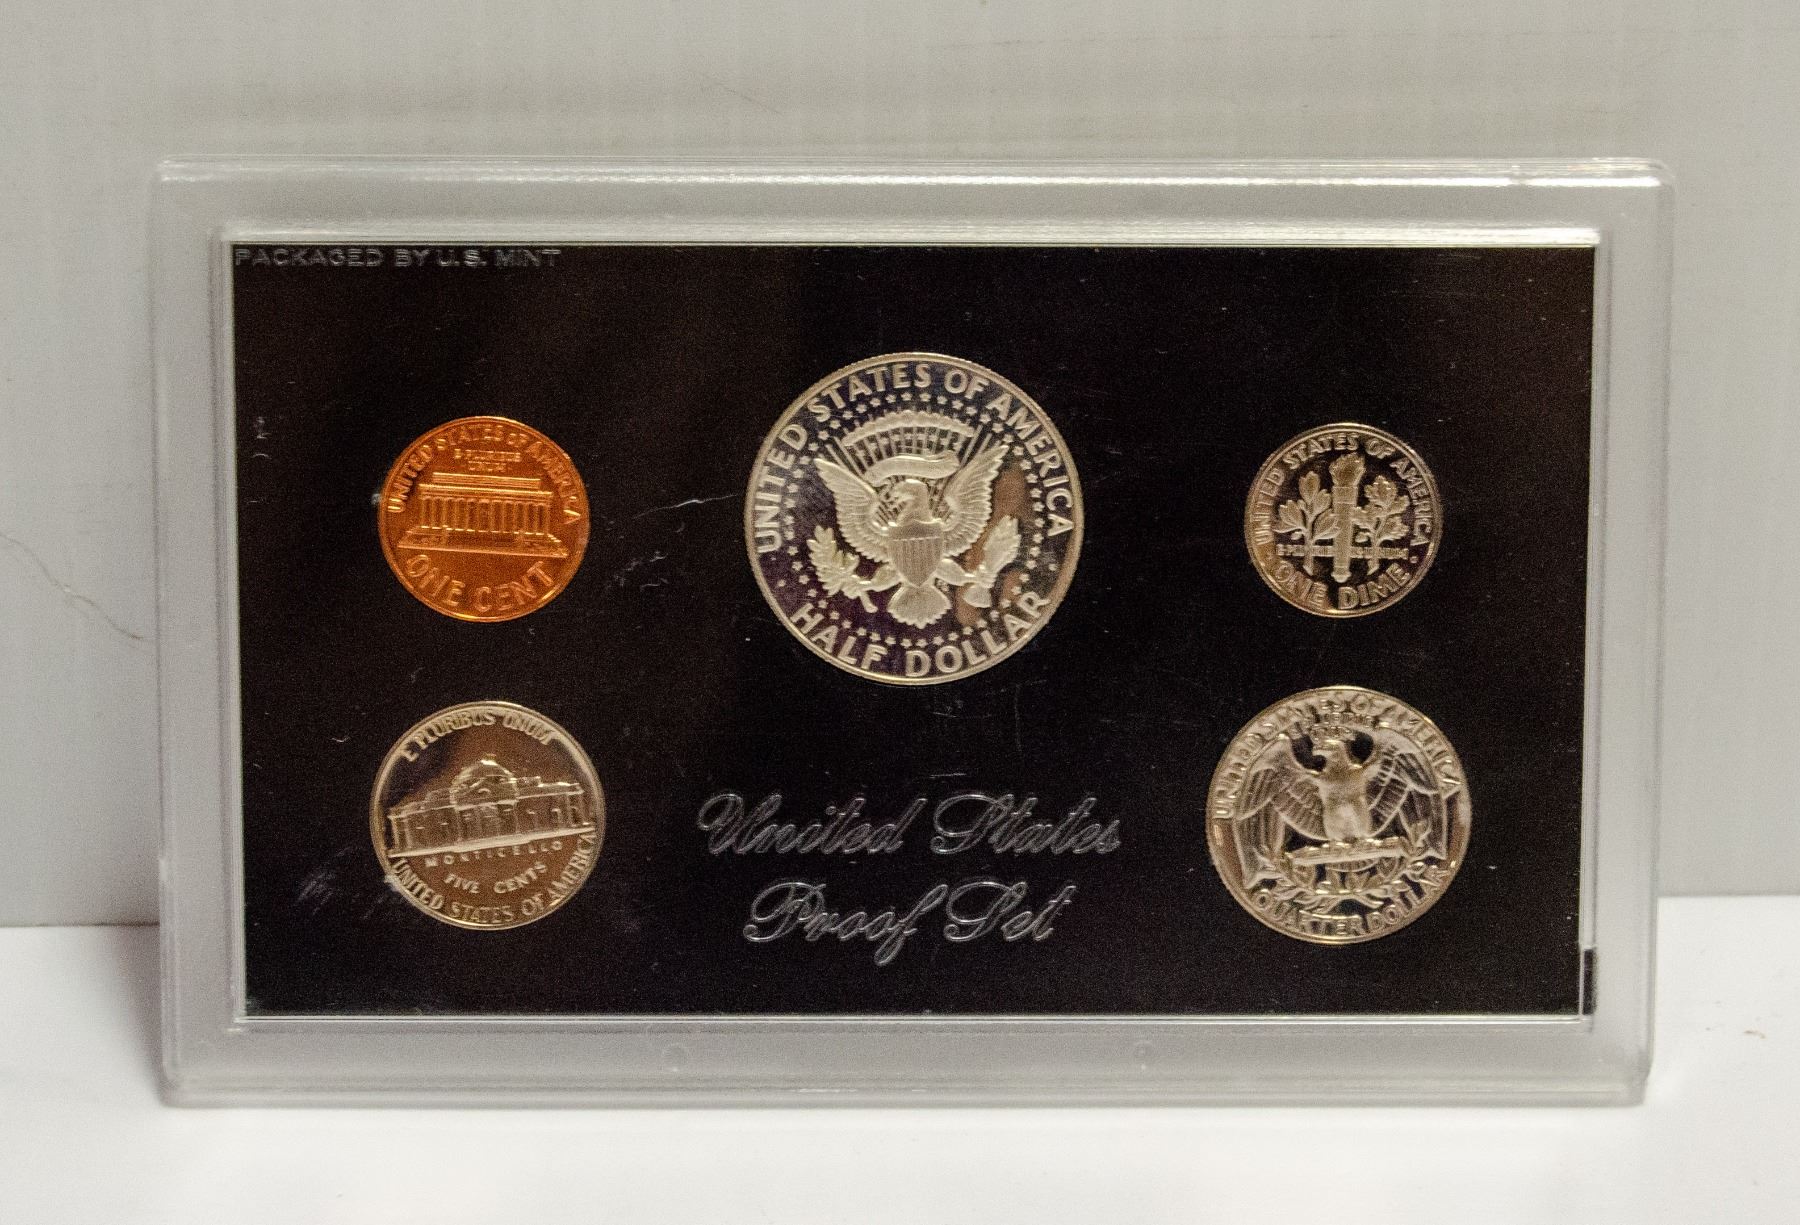 PACKAGED BY U.S. MINT
UNITED STATES OF AMERICA
E PLURIBUS
UNUM
ONE CENT
UNITED STATES OF AMERICA
HALF DOLLAR
UNITED STATES OF AMERICA
E PLURIBUS UNUM
ONE DIME
E PLURIBUS UNUM
MONTICELLO
FIVE CENTS
UNITED STATES OF AMERICA
United States
Proof Set
UNITED STATES OF AMERICA
QUARTER DOLLAR